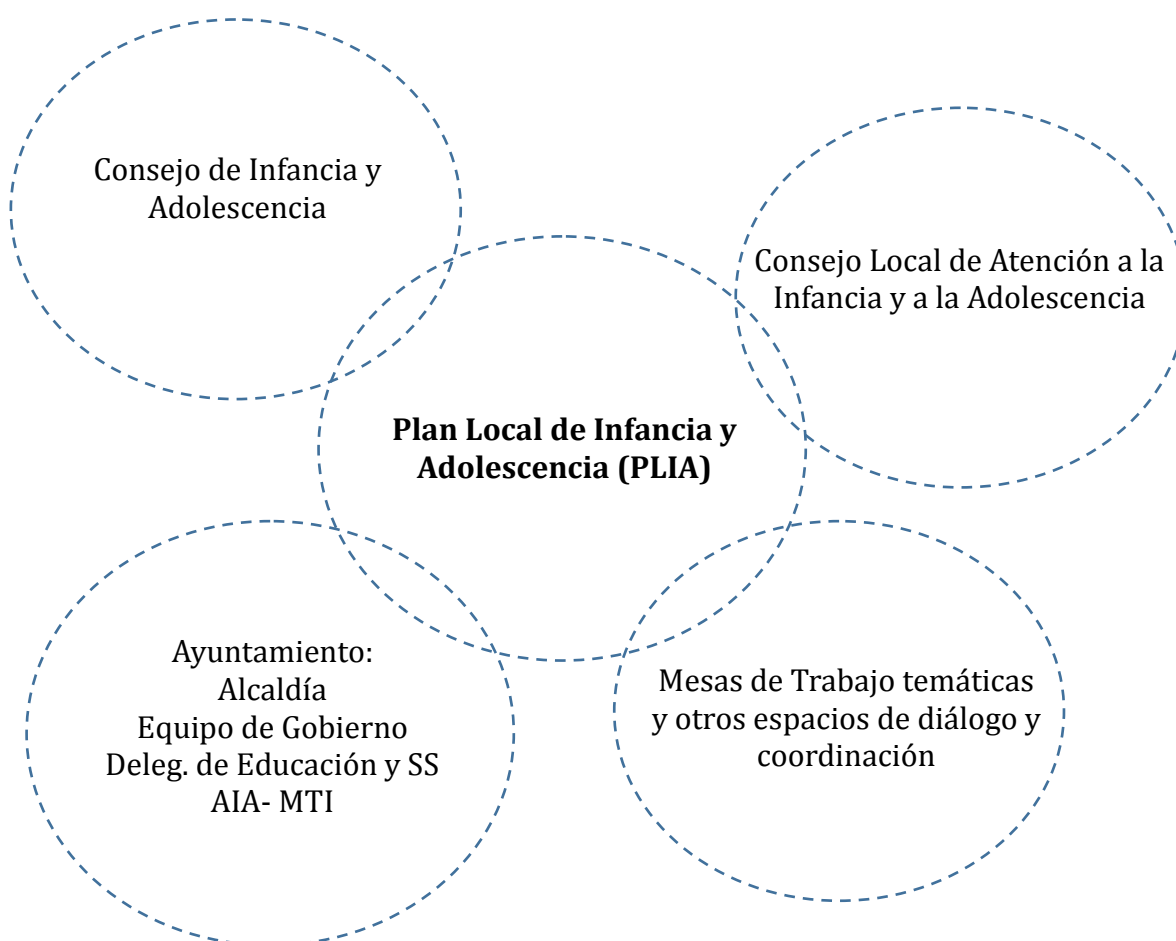 Consejo de Infancia y
Adolescencia
Consejo Local de Atención a la
Infancia y a la Adolescencia
Plan Local de Infancia y
Adolescencia (PLIA)
Ayuntamiento:
Alcaldía
Equipo de Gobierno
Deleg. de Educación y SS
AIA- MTI
Mesas de Trabajo temáticas
y otros espacios de diálogo y
coordinación